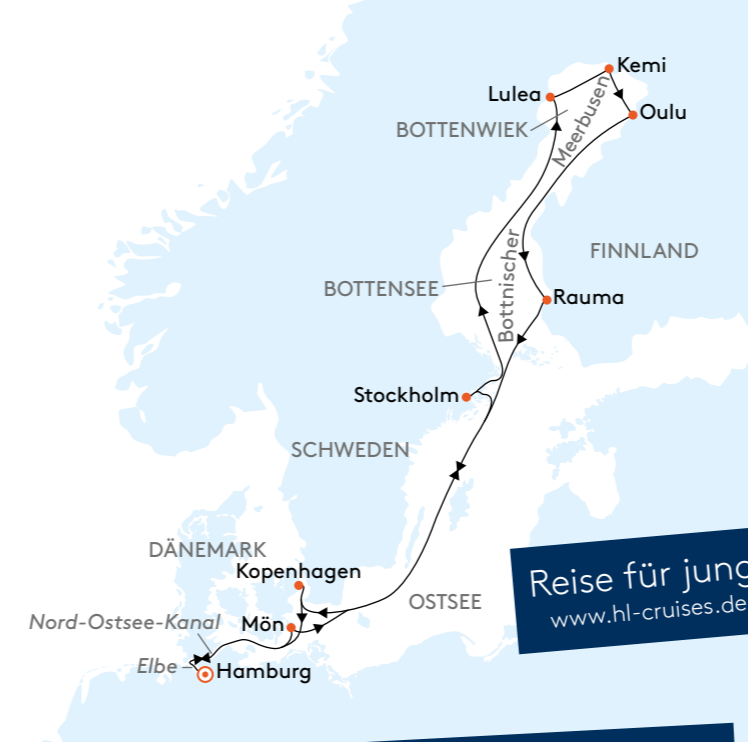 Kemi
Lulea
Oulu
BOTTENWIEK
Meerbusen
Bottnischer
FINNLAND
BOTTENSEE
Rauma
Stockholm
SCHWEDEN
DÄNEMARK
Kopenhagen
Reise für jung
www.hl-cruises.de
OSTSEE
Nord-Ostsee-Kanal
Mön
Elbe
Hamburg